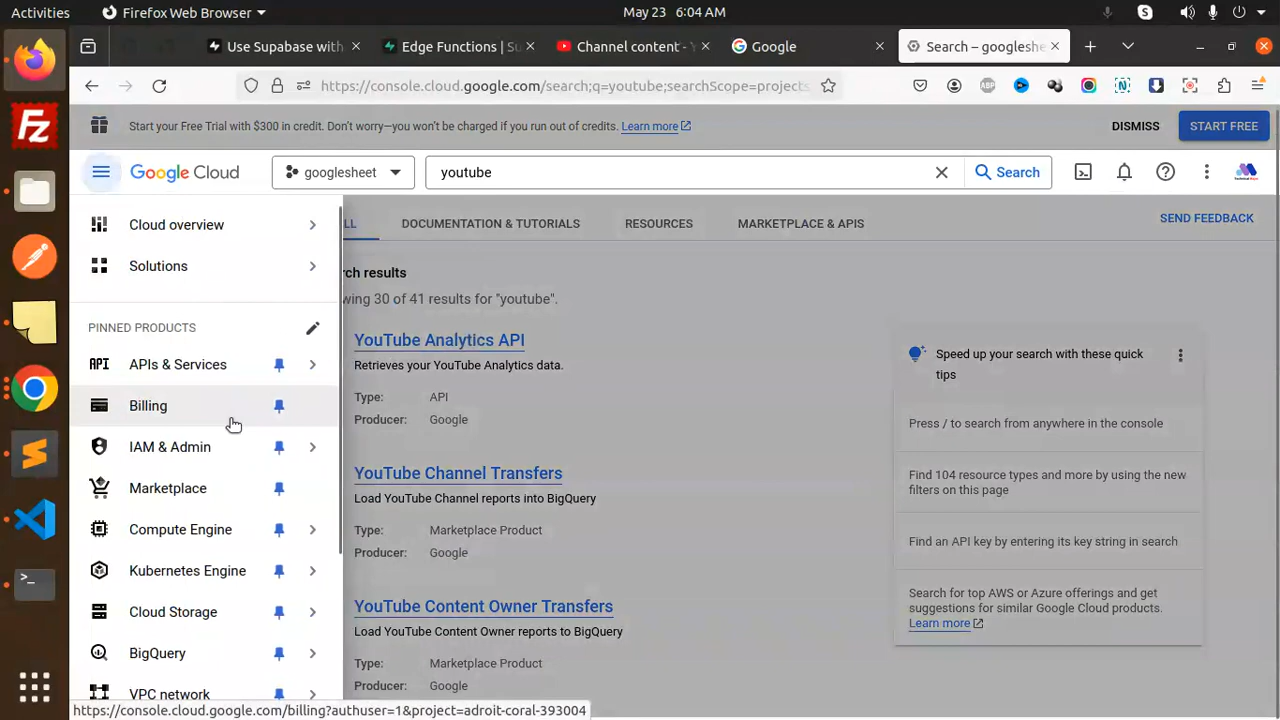 Activities
Firefox Web Browser
May 23 6:04 AM
Use Supabase with
Edge Functions | Su
Channel content - Y
Google
Search – googleshe
https://console.cloud.google.com/search;q=youtube;searchScope=projects
Start your Free Trial with $300 in credit. Don't worry—you won't be charged if you run out of credits. Learn more
DISMISS
START FREE
Google Cloud
googlesheet
youtube
Search
Cloud overview
Solutions
PINNED PRODUCTS
API APIs & Services
Billing
IAM & Admin
Marketplace
Compute Engine
Kubernetes Engine
Cloud Storage
BigQuery
VPC network
LL
DOCUMENTATION & TUTORIALS
RESOURCES
MARKETPLACE & APIS
SEND FEEDBACK
rch results
wing 30 of 41 results for "youtube".
YouTube Analytics API
Retrieves your YouTube Analytics data.
Type: API
Producer: Google
YouTube Channel Transfers
Load YouTube Channel reports into BigQuery
Type: Marketplace Product
Producer: Google
YouTube Content Owner Transfers
Load YouTube Content Owner reports to BigQuery
Type: Marketplace Product
Producer: Google
Speed up your search with these quick
tips
Press / to search from anywhere in the console
Find 104 resource types and more by using the new
filters on this page
Find an API key by entering its key string in search
Search for top AWS or Azure offerings and get
suggestions for similar Google Cloud products.
Learn more
https://console.cloud.google.com/billing?authuser=1&project=adroit-coral-393004